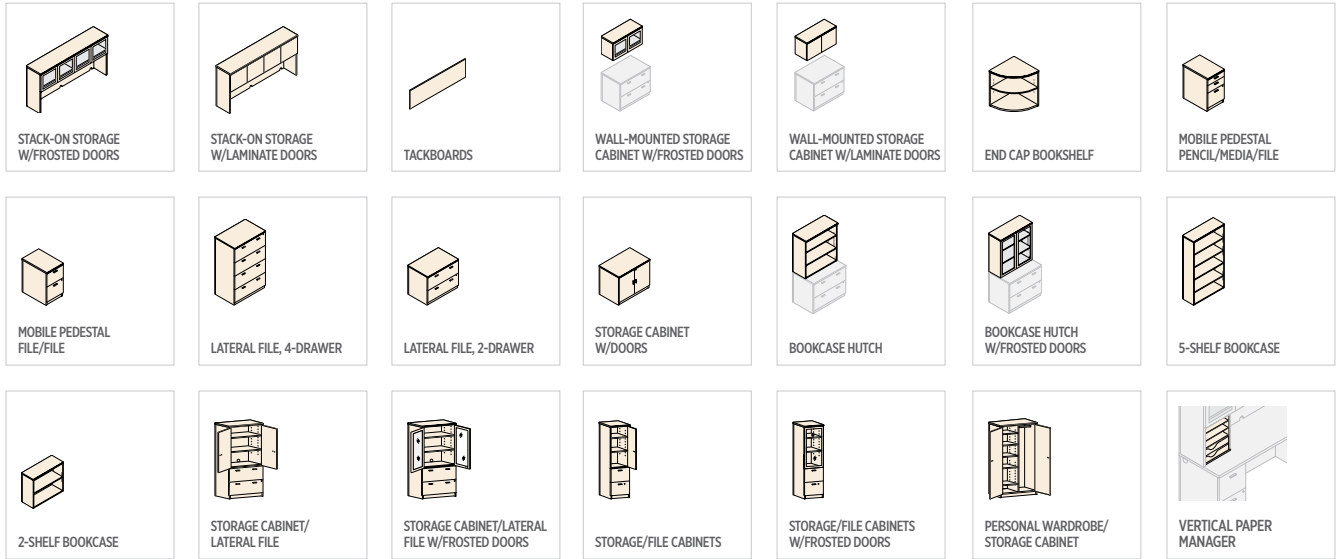 STACK-ON STORAGE
W/FROSTED DOORS
STACK-ON STORAGE
W/LAMINATE DOORS
TACKBOARDS
WALL-MOUNTED STORAGE
CABINET W/FROSTED DOORS
WALL-MOUNTED STORAGE
CABINET W/LAMINATE DOORS
END CAP BOOKSHELF
MOBILE PEDESTAL
PENCIL/MEDIA/FILE
MOBILE PEDESTAL
FILE/FILE
LATERAL FILE, 4-DRAWER
LATERAL FILE, 2-DRAWER
STORAGE CABINET
W/DOORS
BOOKCASE HUTCH
BOOKCASE HUTCH
W/FROSTED DOORS
5-SHELF BOOKCASE
2-SHELF BOOKCASE
STORAGE CABINET/
LATERAL FILE
STORAGE CABINET/LATERAL
FILE W/FROSTED DOORS
STORAGE/FILE CABINETS
STORAGE/FILE CABINETS
W/FROSTED DOORS
PERSONAL WARDROBE/
STORAGE CABINET
VERTICAL PAPER
MANAGER